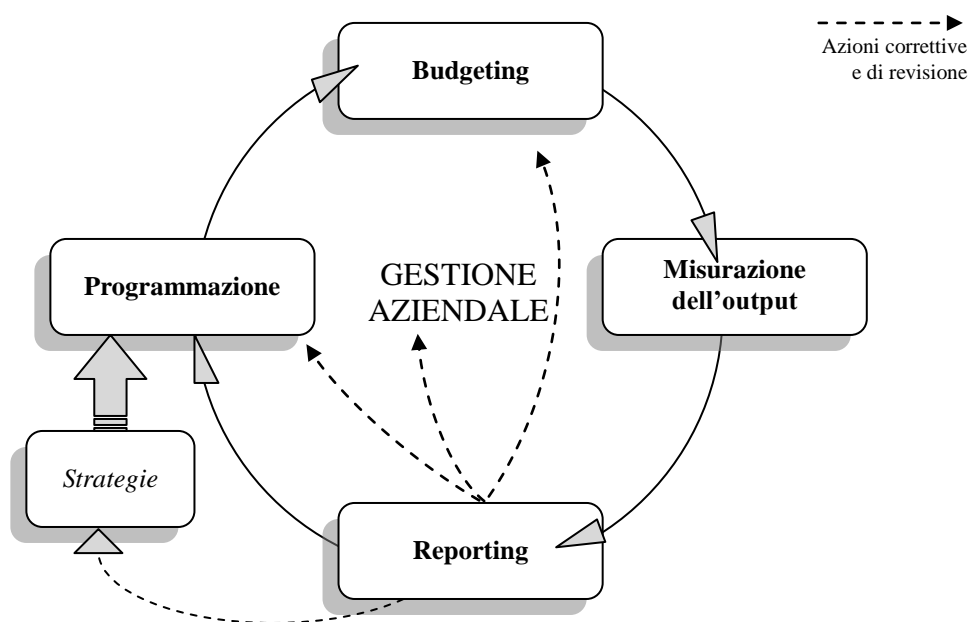 Azioni correttive
e di revisione
Budgeting
Programmazione
GESTIONE
AZIENDALE
Misurazione
dell’output
Strategie
Reporting